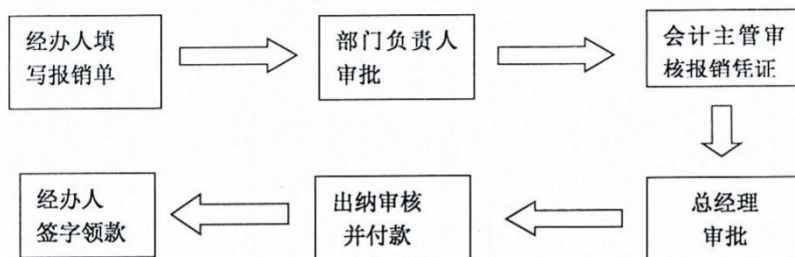 经办人填
写报销单
部门负责人
审批
会计主管审
核报销凭证
总经理
审批
出纳审核
并付款
经办人
签字领款